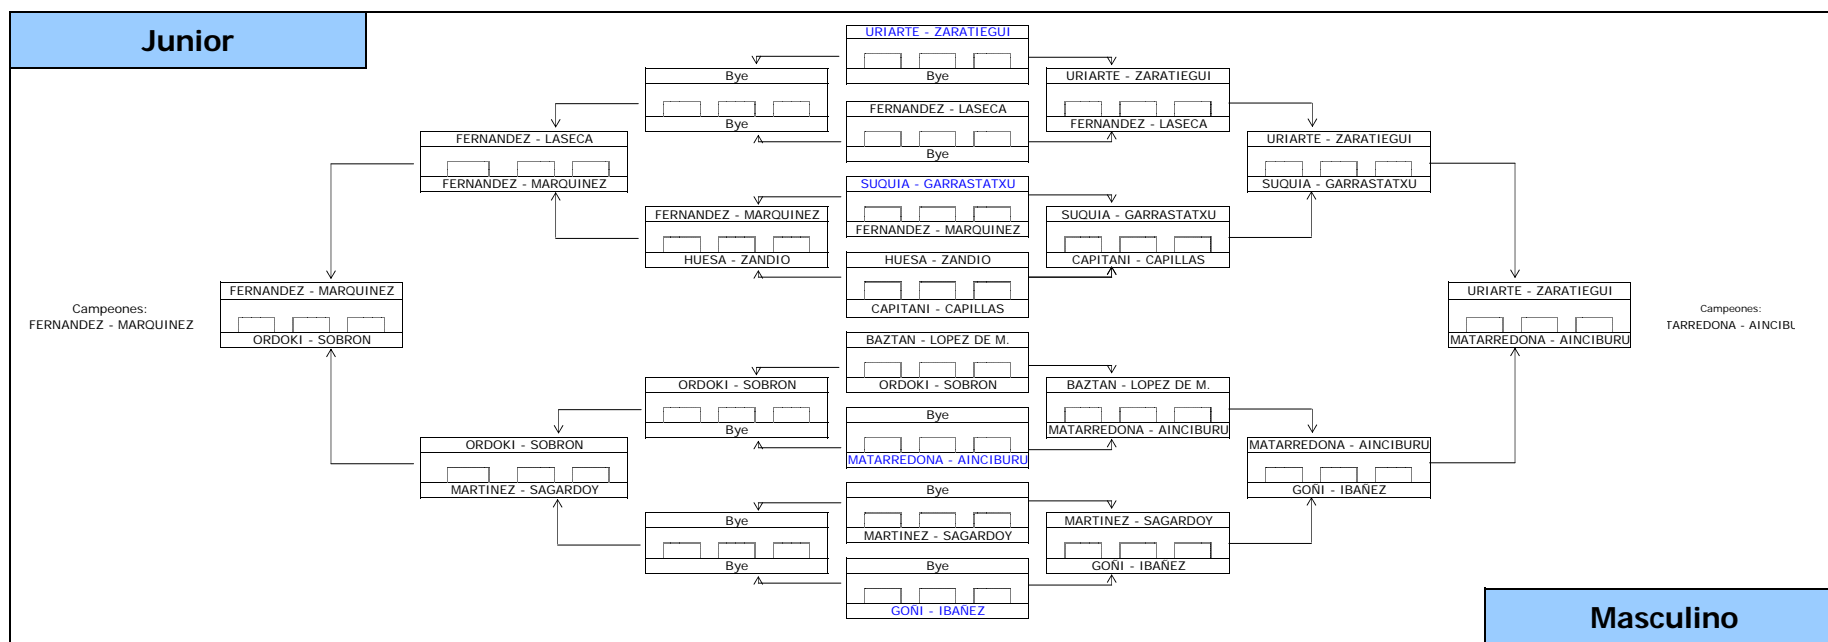 Junior
URIARTE - ZARATIEGUI
Bye
Bye
Bye
URIARTE - ZARATIEGUI
FERNANDEZ - LASECA
FERNANDEZ - LASECA
Bye
FERNANDEZ - LASECA
FERNANDEZ - MARQUINEZ
URIARTE - ZARATIEGUI
SUQUIA - GARRASTATXU
SUQUIA - GARRASTATXU
FERNANDEZ - MARQUINEZ
FERNANDEZ - MARQUINEZ
HUESA - ZANDIO
SUQUIA - GARRASTATXU
CAPITANI - CAPILLAS
HUESA - ZANDIO
CAPITANI - CAPILLAS
Campeones:
FERNANDEZ - MARQUINEZ
FERNANDEZ - MARQUINEZ
ORDOKI - SOBRON
URIARTE - ZARATIEGUI
MATARREDONA - AINCIBURU
Campeones:
TARREDONA - AINCIBU
BAZTAN - LOPEZ DE M.
ORDOKI - SOBRON
ORDOKI - SOBRON
Bye
BAZTAN - LOPEZ DE M.
MATARREDONA - AINCIBURU
Bye
MATARREDONA - AINCIBURU
ORDOKI - SOBRON
MARTINEZ - SAGARDOY
MATARREDONA - AINCIBURU
GOÑI - IBAÑEZ
Bye
MARTINEZ - SAGARDOY
Bye
Bye
MARTINEZ - SAGARDOY
GOÑI - IBAÑEZ
Bye
GOÑI - IBAÑEZ
Masculino